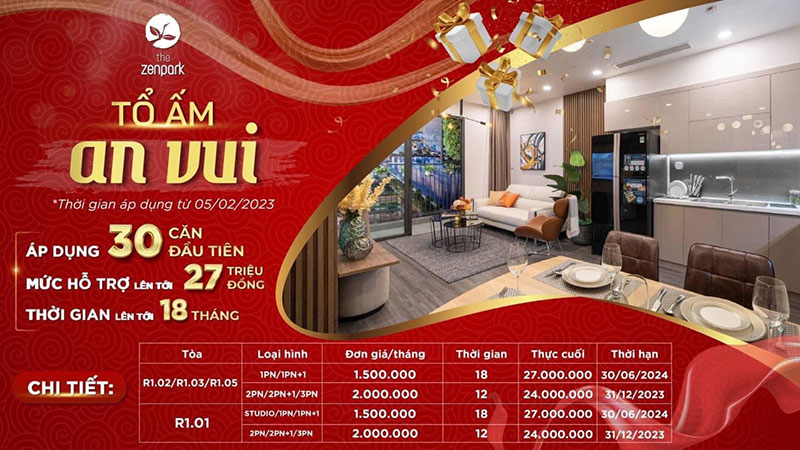 the
zenpark
TỔ ẤM
an vui
*Thời gian áp dụng từ 05/02/2023
ÁP DỤNG 30 CĂN ĐẦU TIÊN
MỨC HỖ TRỢ LÊN TỚI 27 TRIỆU ĐỒNG
THỜI GIAN LÊN TỚI 18 THÁNG
CHI TIẾT:
Tòa Loại hình Đơn giá/tháng Thời gian Thực cuối Thời hạn
R1.02/R1.03/R1.05 1PN/1PN+1 1.500.000 18 27.000.000 30/06/2024
2PN/2PN+1/3PN 2.000.000 12 24.000.000 31/12/2023
R1.01 STUDIO/1PN/1PN+1 1.500.000 18 27.000.000 30/06/2024
2PN/2PN+1/3PN 2.000.000 12 24.000.000 31/12/2023